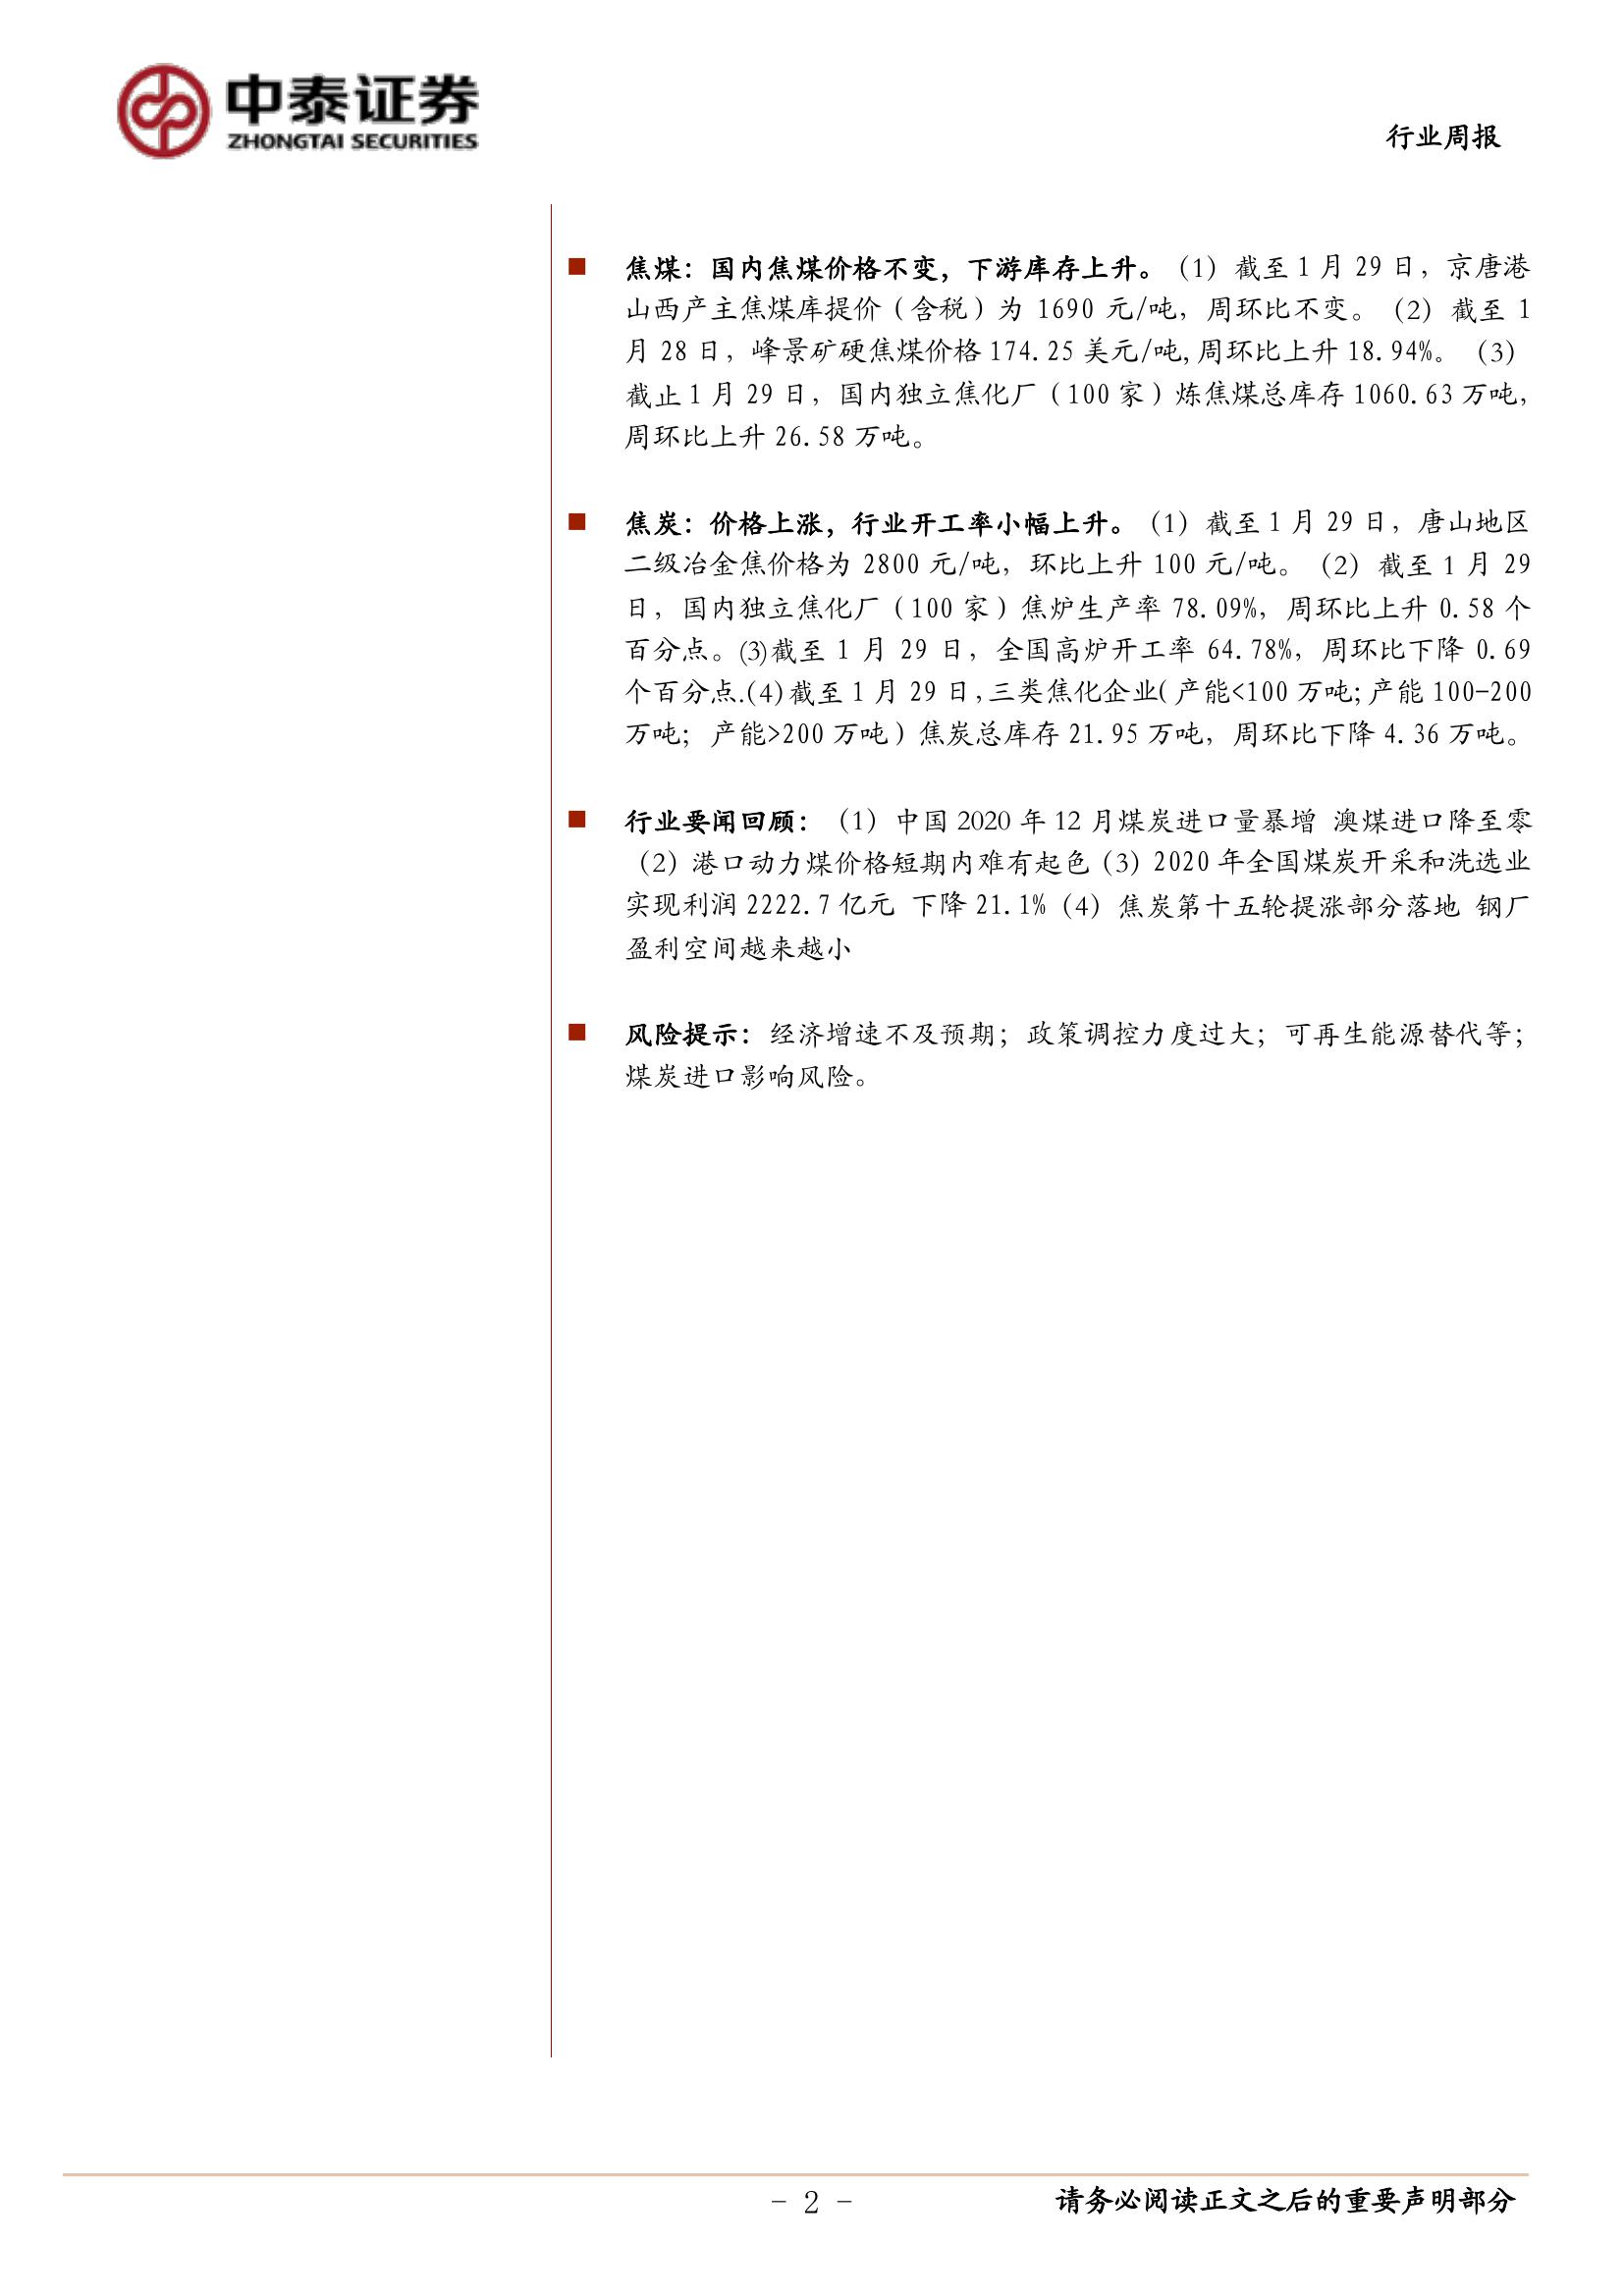 中泰证券
ZHONGTAI SECURITIES
行业周报
焦煤：国内焦煤价格不变，下游库存上升。（1）截至 1 月 29 日，京唐港
山西产主焦煤库提价（含税）为 1690 元/吨，周环比不变。（2）截至 1
月 28 日，峰景矿硬焦煤价格 174.25 美元/吨,周环比上升 18.94%。（3）
截止 1 月 29 日，国内独立焦化厂（100 家）炼焦煤总库存 1060.63 万吨，
周环比上升 26.58 万吨。
焦炭：价格上涨，行业开工率小幅上升。（1）截至 1 月 29 日，唐山地区
二级冶金焦价格为 2800 元/吨，环比上升 100 元/吨。（2）截至 1 月 29
日，国内独立焦化厂（100 家）焦炉生产率 78.09%，周环比上升 0.58 个
百分点。(3)截至 1 月 29 日，全国高炉开工率 64.78%，周环比下降 0.69
个百分点.(4)截至 1 月 29 日,三类焦化企业(产能<100 万吨;产能 100-200
万吨；产能>200 万吨）焦炭总库存 21.95 万吨，周环比下降 4.36 万吨。
行业要闻回顾：（1）中国 2020 年 12 月煤炭进口量暴增 澳煤进口降至零
（2）港口动力煤价格短期内难有起色（3）2020 年全国煤炭开采和洗选业
实现利润 2222.7 亿元 下降 21.1%（4）焦炭第十五轮提涨部分落地 钢厂
盈利空间越来越小
风险提示：经济增速不及预期；政策调控力度过大；可再生能源替代等；
煤炭进口影响风险。
- 2 -
请务必阅读正文之后的重要声明部分